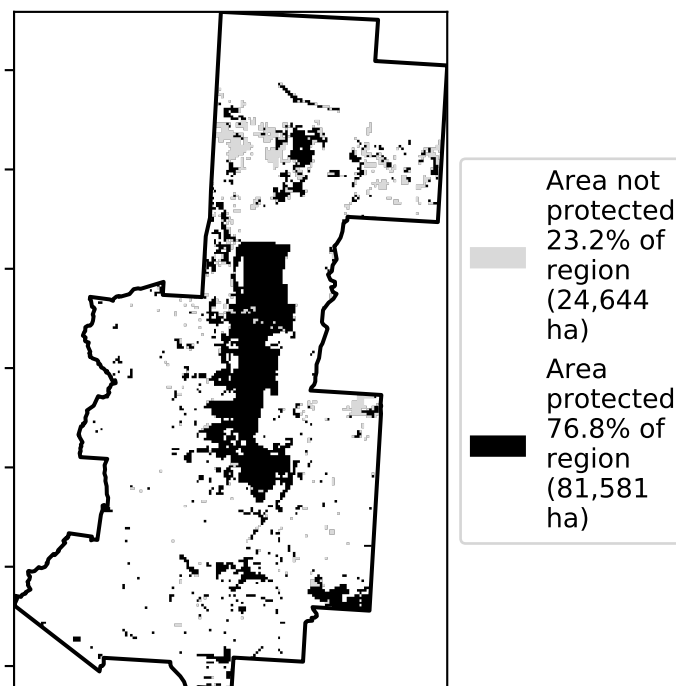 Area not
protected
23.2% of
region
(24,644
ha)
Area
protected
76.8% of
region
(81,581
ha)